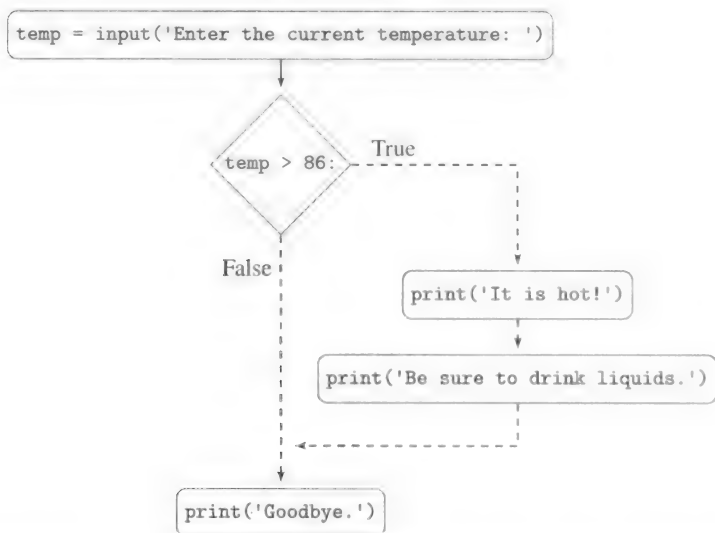 temp = input('Enter the current temperature: ')
temp > 86:
True
False
print('It is hot!')
print('Be sure to drink liquids.')
print('Goodbye.')